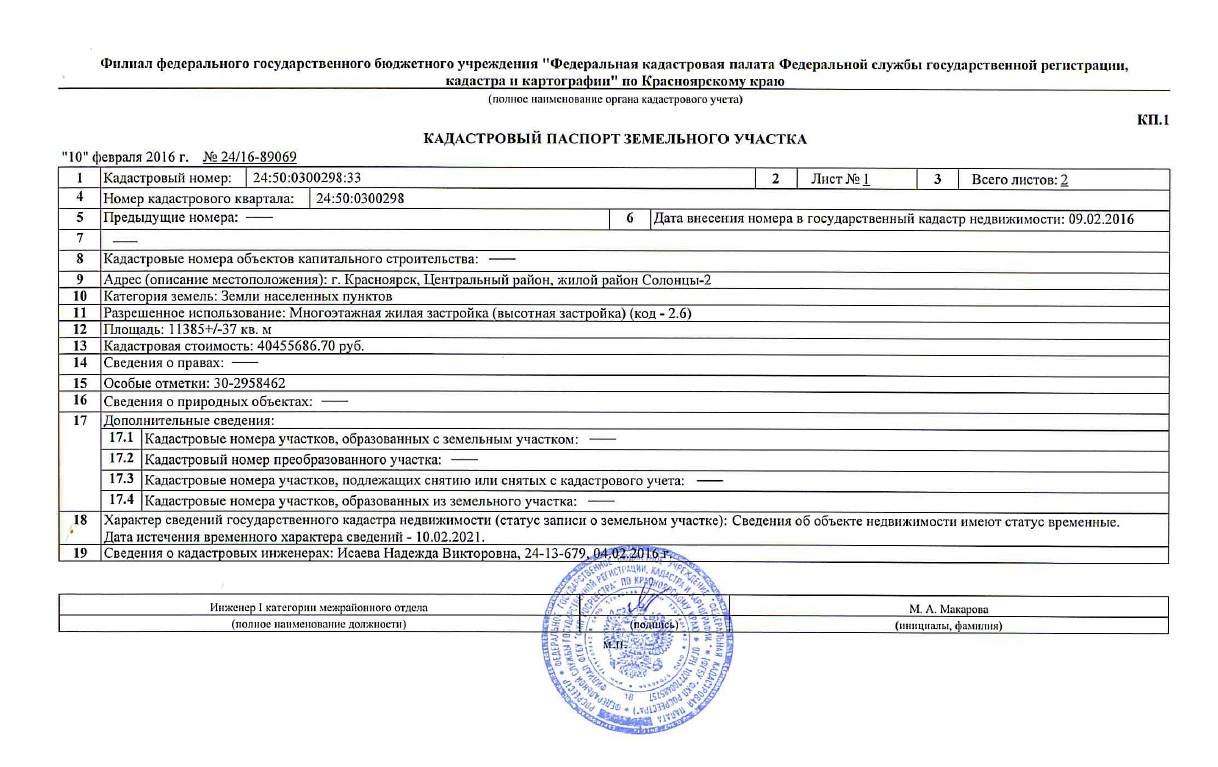 Филиал федерального государственного бюджетного учреждения "Федеральная кадастровая палата Федеральной службы государственной регистрации,
кадастра и картографии" по Красноярскому краю
(полное наименование органа кадастрового учета)
КП.1
КАДАСТРОВЫЙ ПАСПОРТ ЗЕМЕЛЬНОГО УЧАСТКА
"10" февраля 2016 г. № 24/16-89069
1 Кадастровый номер: 24:50:0300298:33 2 Лист № 1 3 Всего листов: 2
4 Номер кадастрового квартала: 24:50:0300298
5 Предыдущие номера: —— 6 Дата внесения номера в государственный кадастр недвижимости: 09.02.2016
7 ——
8 Кадастровые номера объектов капитального строительства: ——
9 Адрес (описание местоположения): г. Красноярск, Центральный район, жилой район Солонцы-2
10 Категория земель: Земли населенных пунктов
11 Разрешенное использование: Многоэтажная жилая застройка (высотная застройка) (код - 2.6)
12 Площадь: 11385+/-37 кв. м
13 Кадастровая стоимость: 40455686.70 руб.
14 Сведения о правах: ——
15 Особые отметки: 30-2958462
16 Сведения о природных объектах: ——
17 Дополнительные сведения:
17.1 Кадастровые номера участков, образованных с земельным участком: ——
17.2 Кадастровый номер преобразованного участка: ——
17.3 Кадастровые номера участков, подлежащих снятию или снятых с кадастрового учета: ——
17.4 Кадастровые номера участков, образованных из земельного участка: ——
18 Характер сведений государственного кадастра недвижимости (статус записи о земельном участке): Сведения об объекте недвижимости имеют статус временные.
Дата истечения временного характера сведений - 10.02.2021.
19 Сведения о кадастровых инженерах: Исаева Надежда Викторовна, 24-13-679, 04.02.2016 г.
Инженер I категории межрайонного отдела М. А. Макарова
(полное наименование должности) (подпись) (инициалы, фамилия)
М.П.